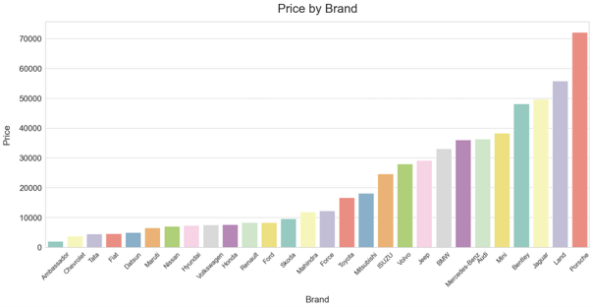 Price by Brand
70000
60000
50000
40000
30000
20000
10000
0
Price
Ambassador
Chevrolet
Tata
Fiat
Datsun
Maruti
Nissan
Hyundai
Volkswagen
Honda
Renault
Ford
Skoda
Mahindra
Force
Toyota
Mitsubishi
ISUZU
Volvo
Jeep
BMW
Mercedes-Benz
Audi
Mini
Bentley
Jaguar
Land
Porsche
Brand